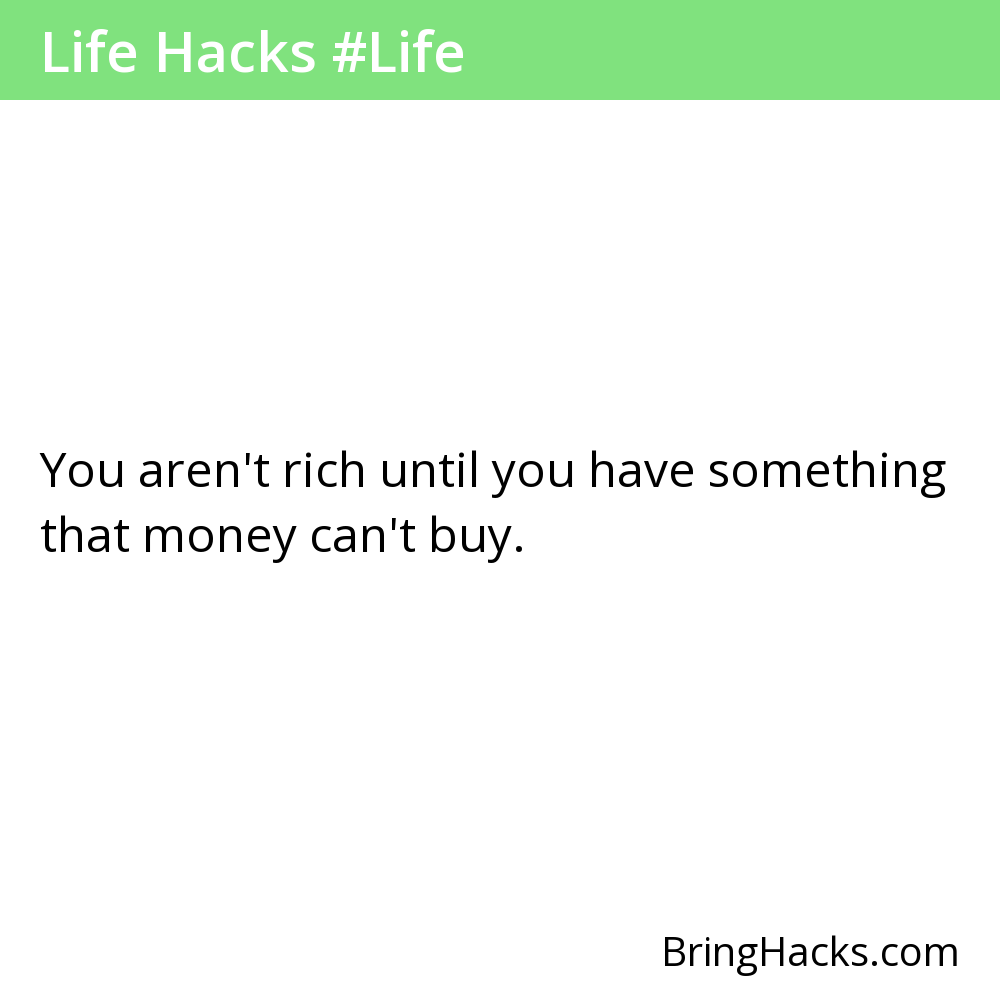 Life Hacks #Life
You aren't rich until you have something
that money can't buy.
BringHacks.com